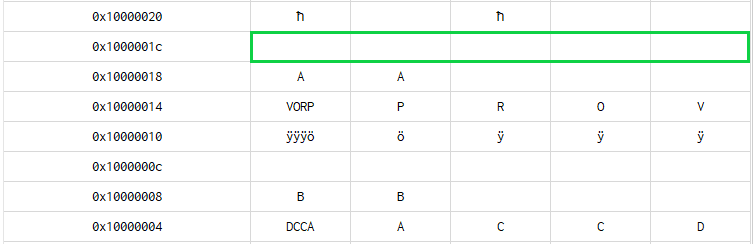 0x10000020 ћ ћ
0x1000001c
0x10000018 A A
0x10000014 VORP P R O V
0x10000010 ÿÿÿö ö ÿ ÿ ÿ
0x1000000c
0x10000008 B B
0x10000004 DCCA A C C D